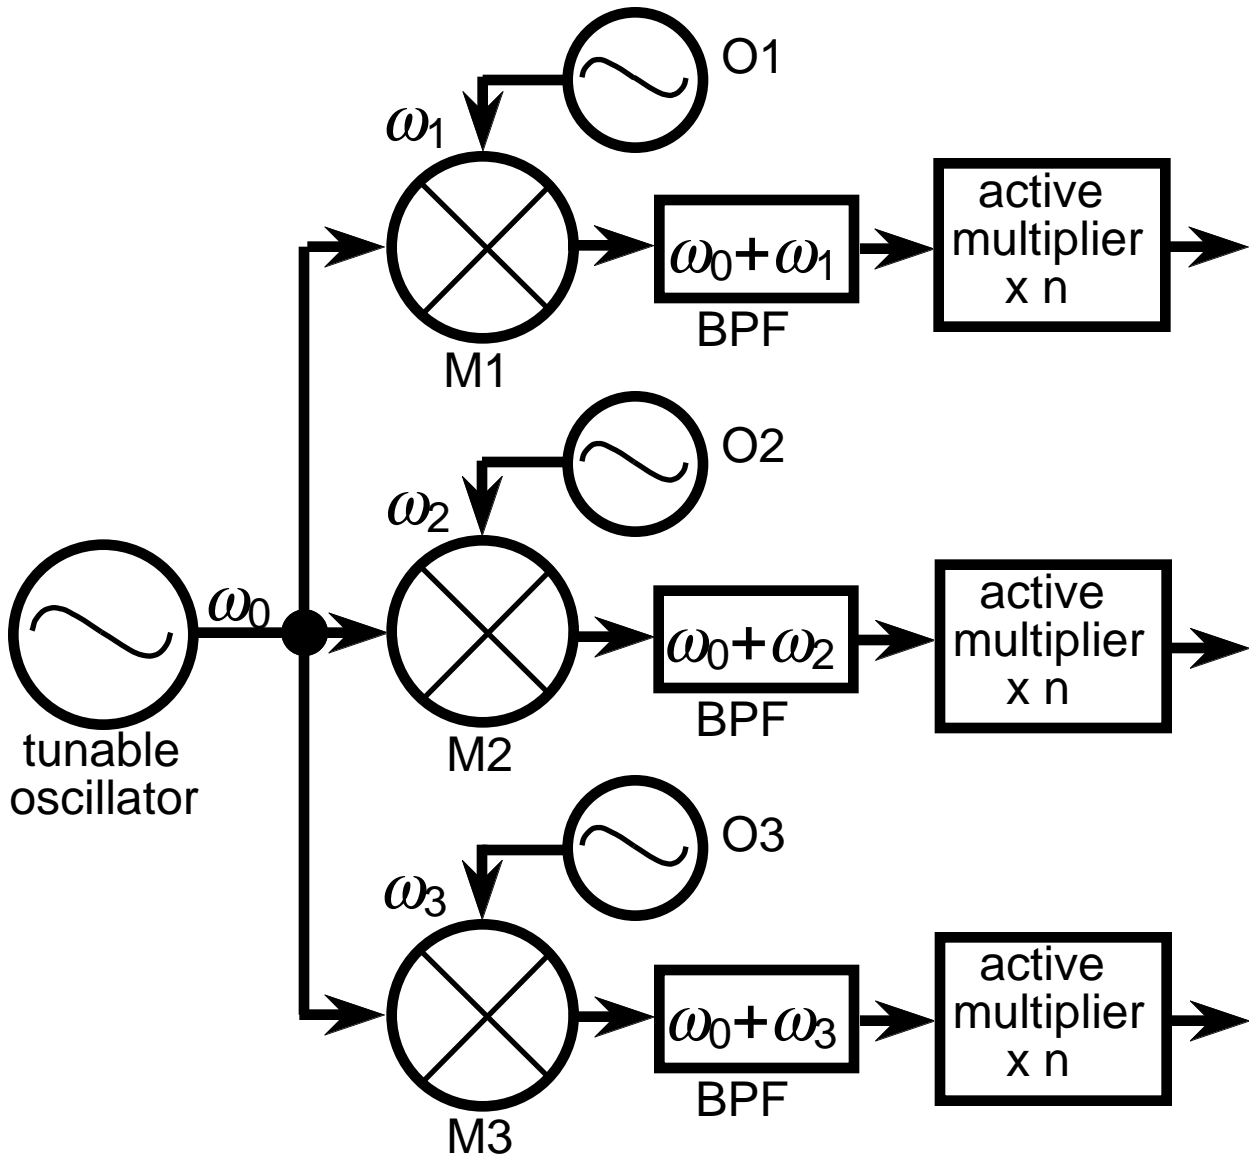 O1
ω1
active
multiplier
x n
ω0+ω1
BPF
M1
O2
ω2
active
multiplier
x n
ω0
ω0+ω2
BPF
M2
tunable
oscillator
O3
ω3
active
multiplier
x n
ω0+ω3
BPF
M3